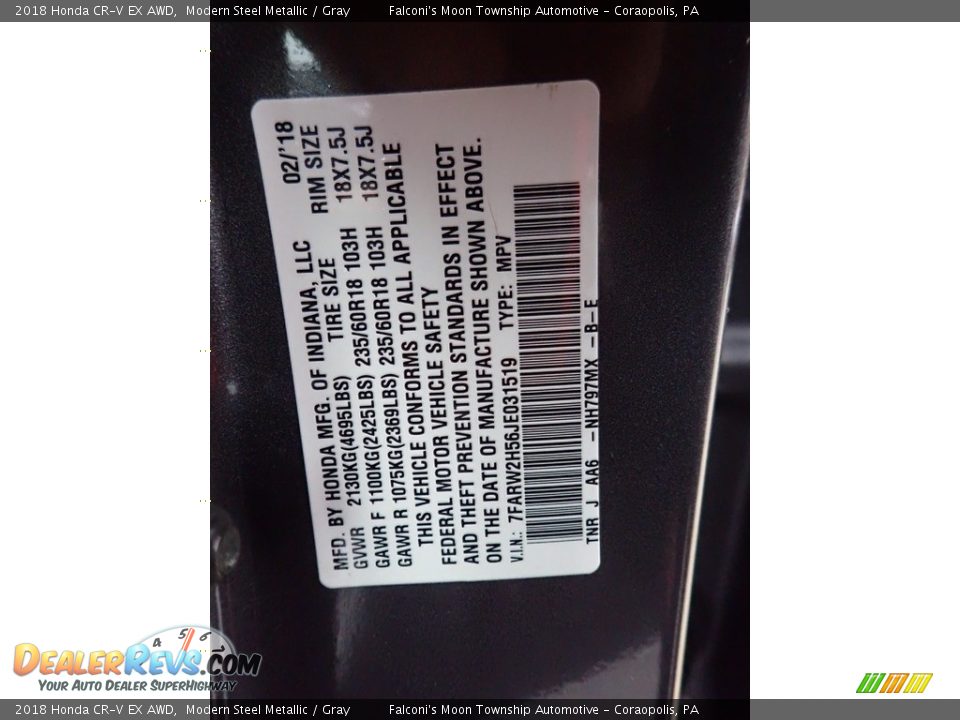 2018 Honda CR-V EX AWD,  Modern Steel Metallic / Gray          Falconi's Moon Township Automotive - Coraopolis, PA
MFD. BY HONDA MFG. OF INDIANA, LLC   02/'18
GVWR   2130KG(4695LBS)   TIRE SIZE   RIM SIZE
GAWR F 1100KG(2425LBS) 235/60R18 103H   18X7.5J
GAWR R 1075KG(2369LBS) 235/60R18 103H   18X7.5J
THIS VEHICLE CONFORMS TO ALL APPLICABLE
FEDERAL MOTOR VEHICLE SAFETY
AND THEFT PREVENTION STANDARDS IN EFFECT
ON THE DATE OF MANUFACTURE SHOWN ABOVE.
V.I.N.: 7FARW2H56JE031519   TYPE: MPV
TNR J  AA6  -NH797MX  -B-E
4 5 6
DEALERREVS.COM
YOUR AUTO DEALER SUPERHIGHWAY
2018 Honda CR-V EX AWD,  Modern Steel Metallic / Gray          Falconi's Moon Township Automotive - Coraopolis, PA